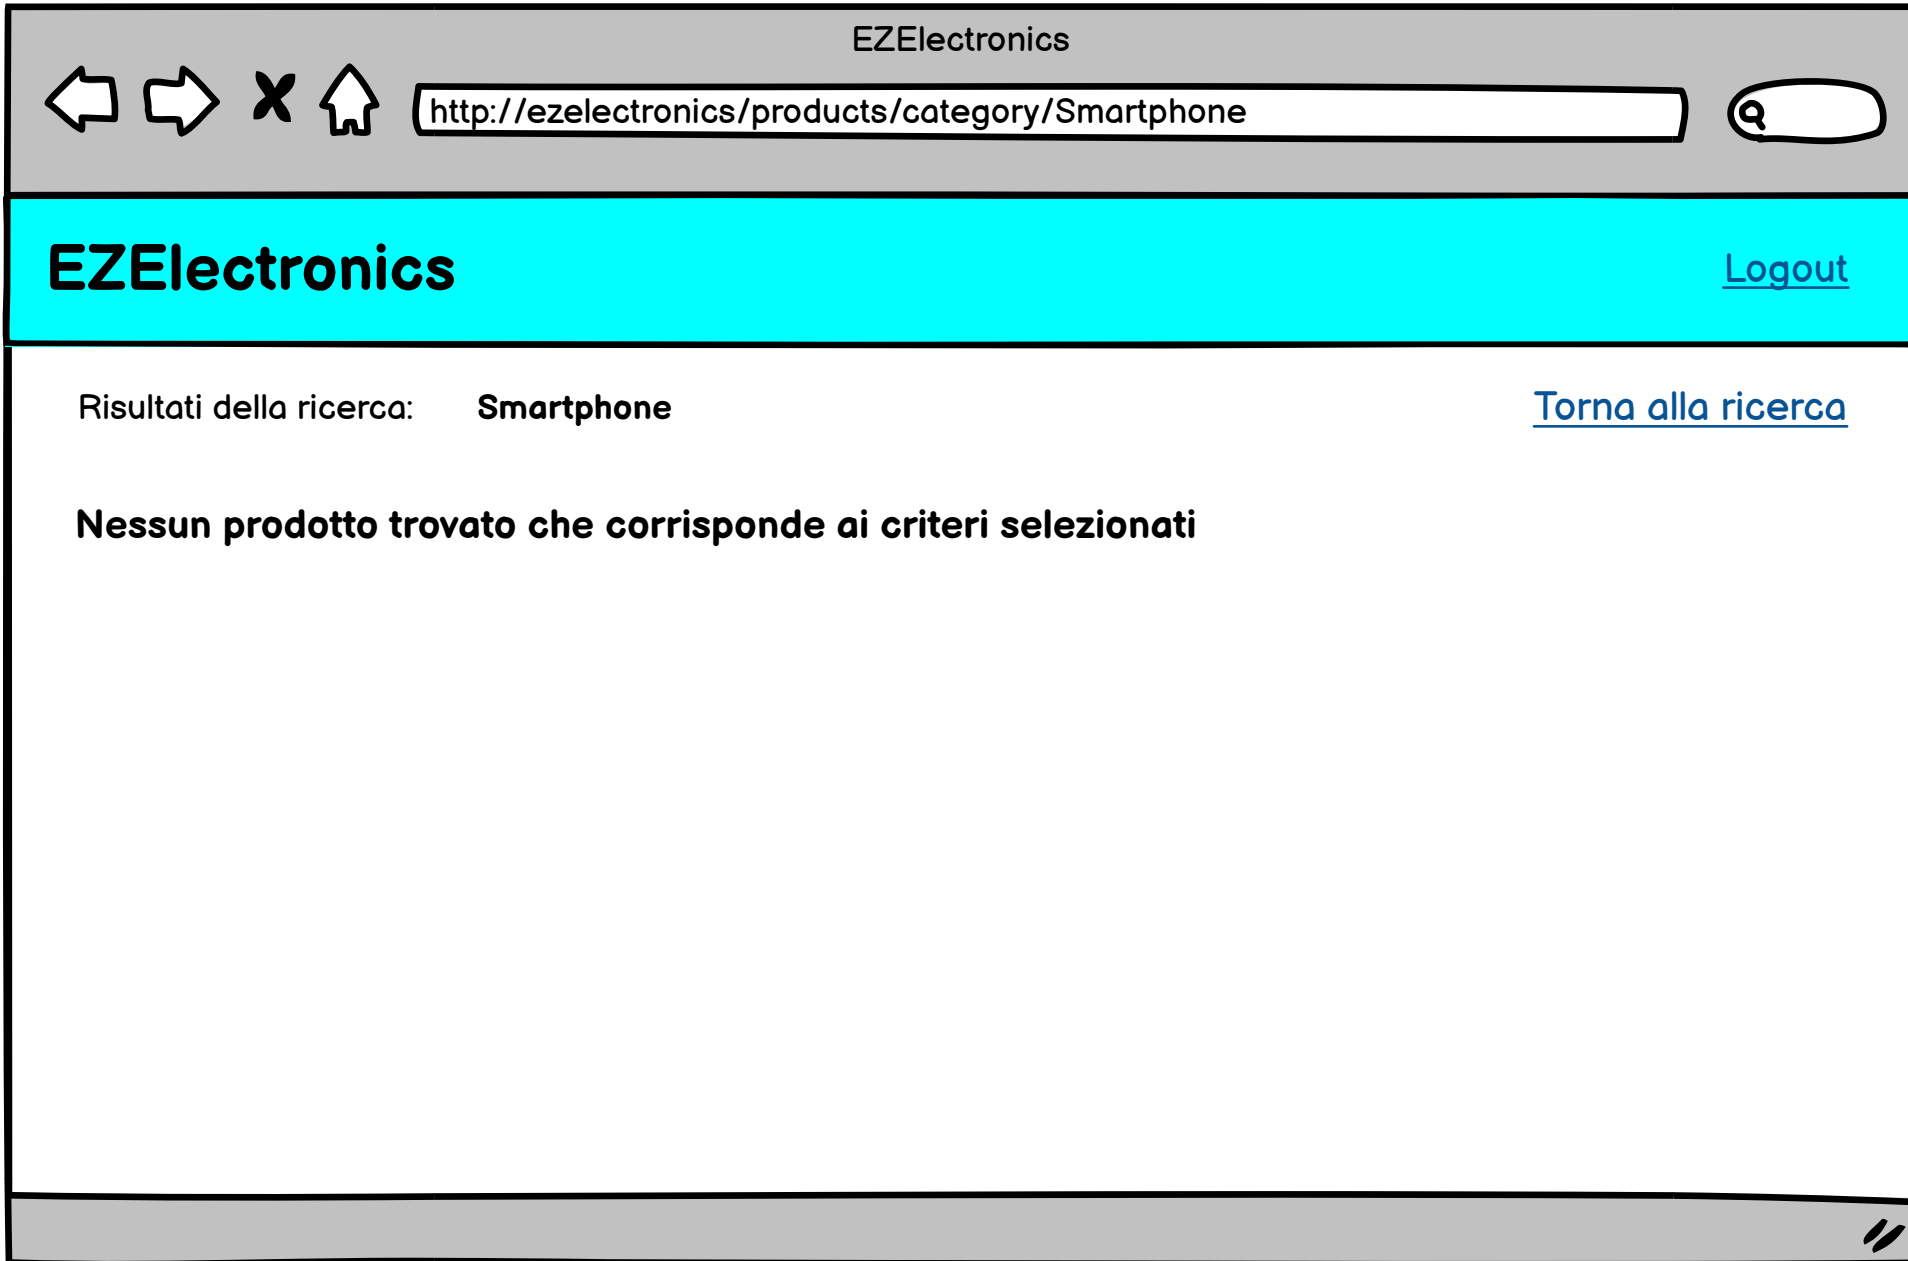 EZElectronics
http://ezelectronics/products/category/Smartphone
EZElectronics
Logout
Risultati della ricerca: Smartphone
Torna alla ricerca
Nessun prodotto trovato che corrisponde ai criteri selezionati